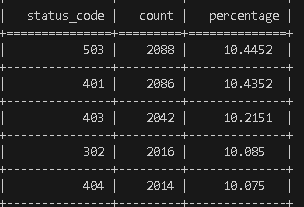 | status_code | count | percentage |
+===============+=========+==============+
| 503 | 2088 | 10.4452 |
+---------------+---------+--------------+
| 401 | 2086 | 10.4352 |
+---------------+---------+--------------+
| 403 | 2042 | 10.2151 |
+---------------+---------+--------------+
| 302 | 2016 | 10.085 |
+---------------+---------+--------------+
| 404 | 2014 | 10.075 |
+---------------+---------+--------------+